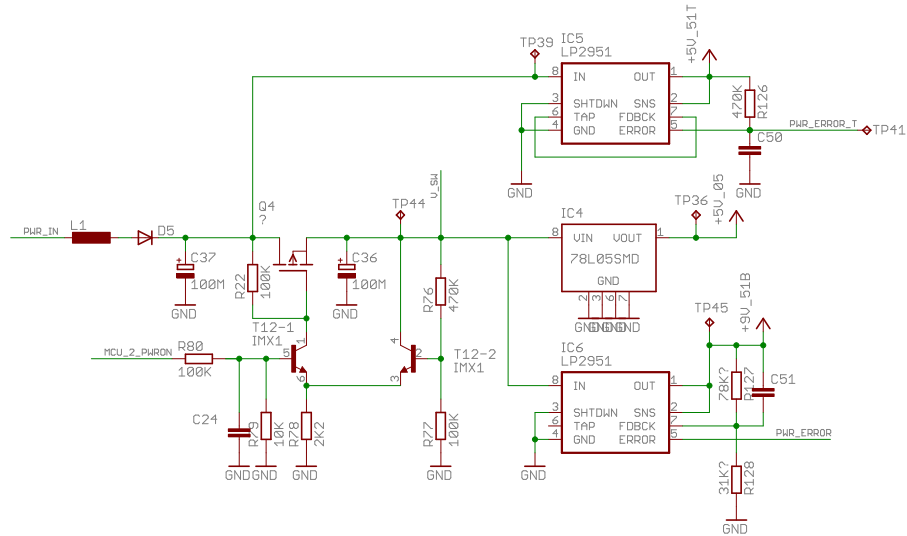 IC5
LP2951
TP39
+5V_51T
8 IN OUT 1
3 SHTDWN SNS 2
6 TAP FDBCK 7
4 GND ERROR 5
470K
R126
PWR_ERROR_T
TP41
C50
GND
GND
V_SW
PWR_IN
L1
D5
Q4
?
TP44
IC4
TP36
+5V_05
8 VIN VOUT 1
78L05SMD
GND
2 3 6 7
GND GND GND GND
C37
100M
GND
R22
100K
C36
100M
R76
470K
T12-1
IMX1
1
5
6
4
2
3
T12-2
IMX1
MCU_2_PWRON
R80
100K
C24
R79
10K
R78
2K2
R77
100K
GND GND
GND
GND
TP45
+9V_51B
IC6
LP2951
8 IN OUT 1
3 SHTDWN SNS 2
6 TAP FDBCK 7
4 GND ERROR 5
78K?
R127
C51
PWR_ERROR
31K?
R128
GND
GND